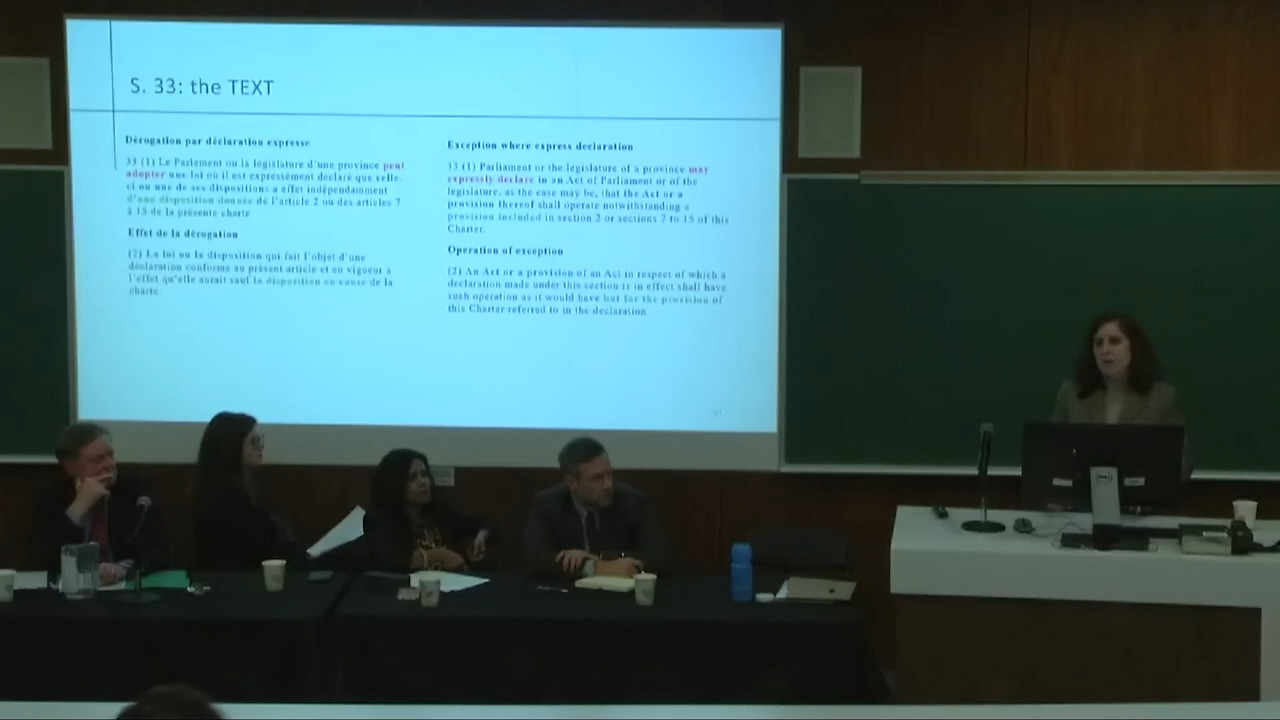 S. 33: the TEXT
Dérogation par déclaration expresse
33 (1) Le Parlement ou la législature d'une province peut
adopter une loi où il est expressément déclaré que celle-
ci ou une de ses dispositions a effet indépendamment
d'une disposition donnée de l'article 2 ou des articles 7
à 15 de la présente charte
Effet de la dérogation
(2) La loi ou la disposition qui fait l'objet d'une
déclaration conforme au présent article et en vigueur a
l'effet qu'elle aurait sauf la disposition en cause de la
charte.
Exception where express declaration
33 (1) Parliament or the legislature of a province may
expressly declare in an Act of Parliament or of the
legislature, as the case may be, that the Act or a
provision thereof shall operate notwithstanding a
provision included in section 2 or sections 7 to 15 of this
Charter.
Operation of exception
(2) An Act or a provision of an Act in respect of which a
declaration made under this section is in effect shall have
such operation as it would have but for the provision of
this Charter referred to in the declaration.
DELL